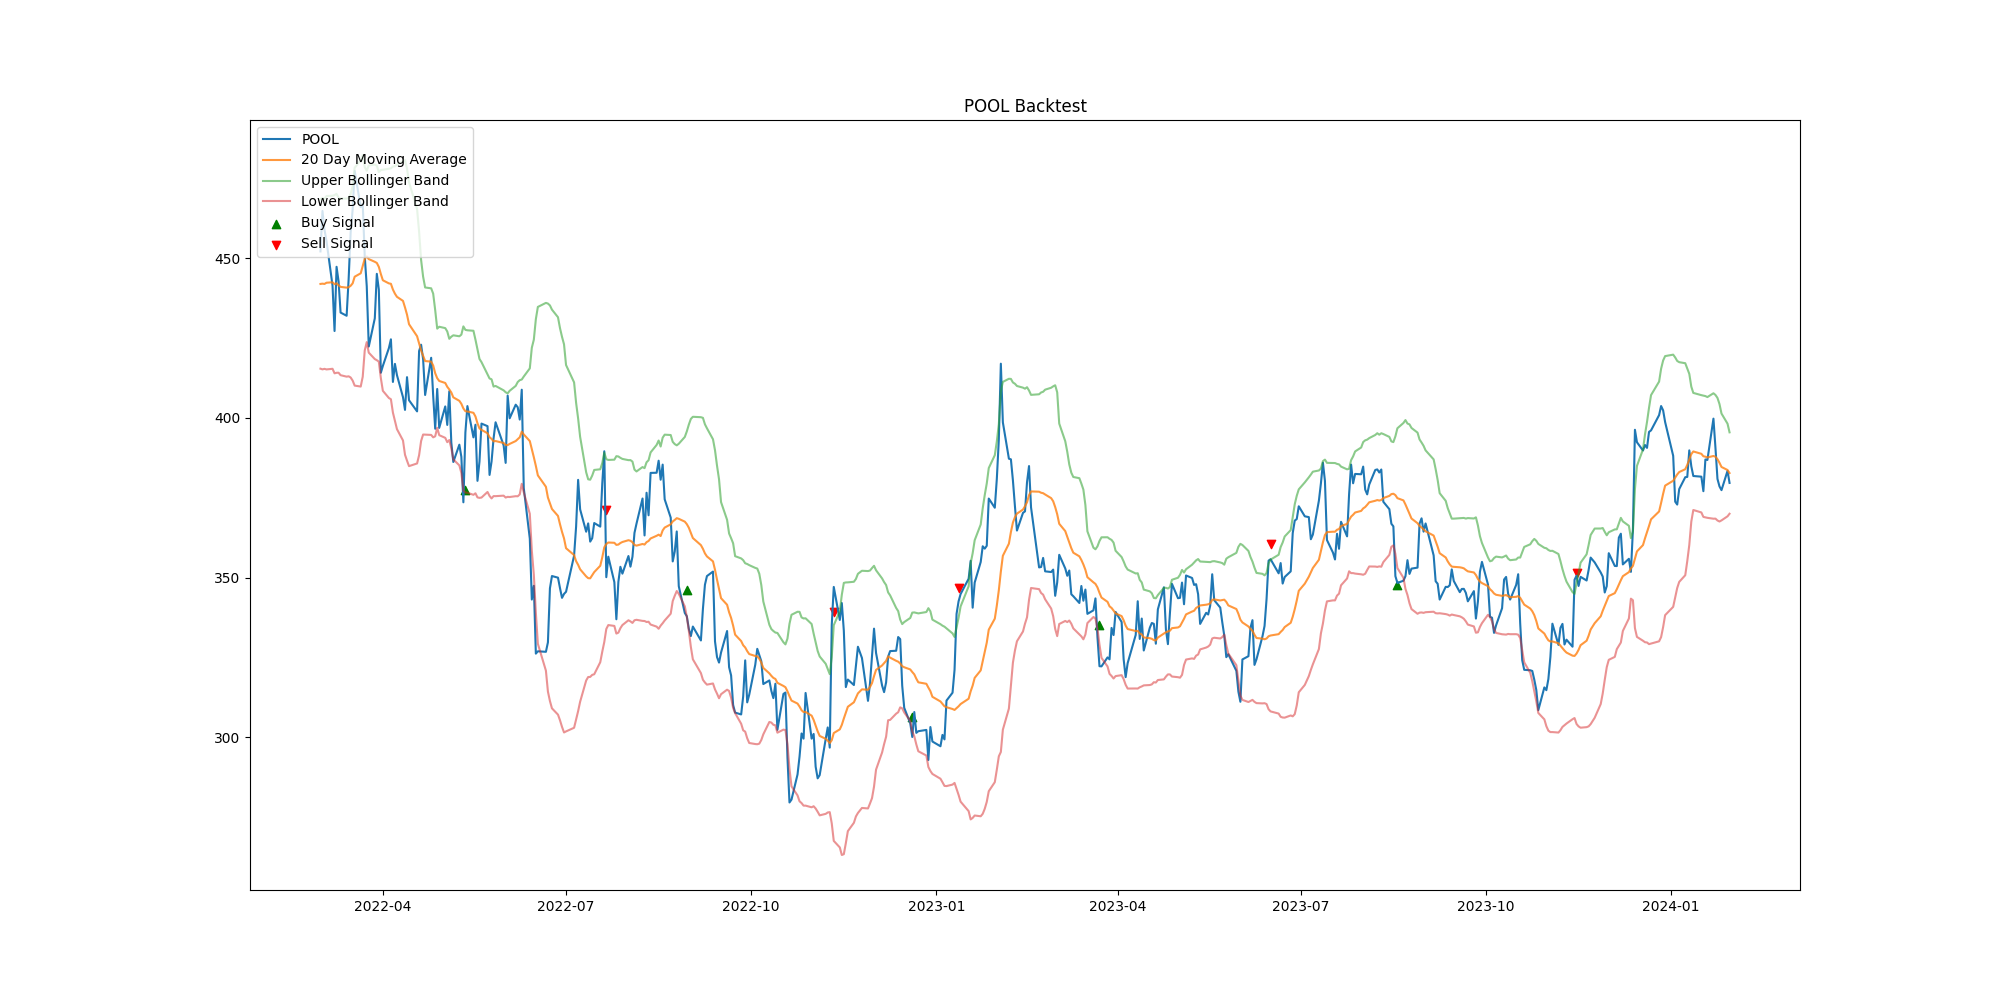 POOL Backtest
POOL
20 Day Moving Average
Upper Bollinger Band
Lower Bollinger Band
Buy Signal
Sell Signal
450
400
350
300
2022-04
2022-07
2022-10
2023-01
2023-04
2023-07
2023-10
2024-01